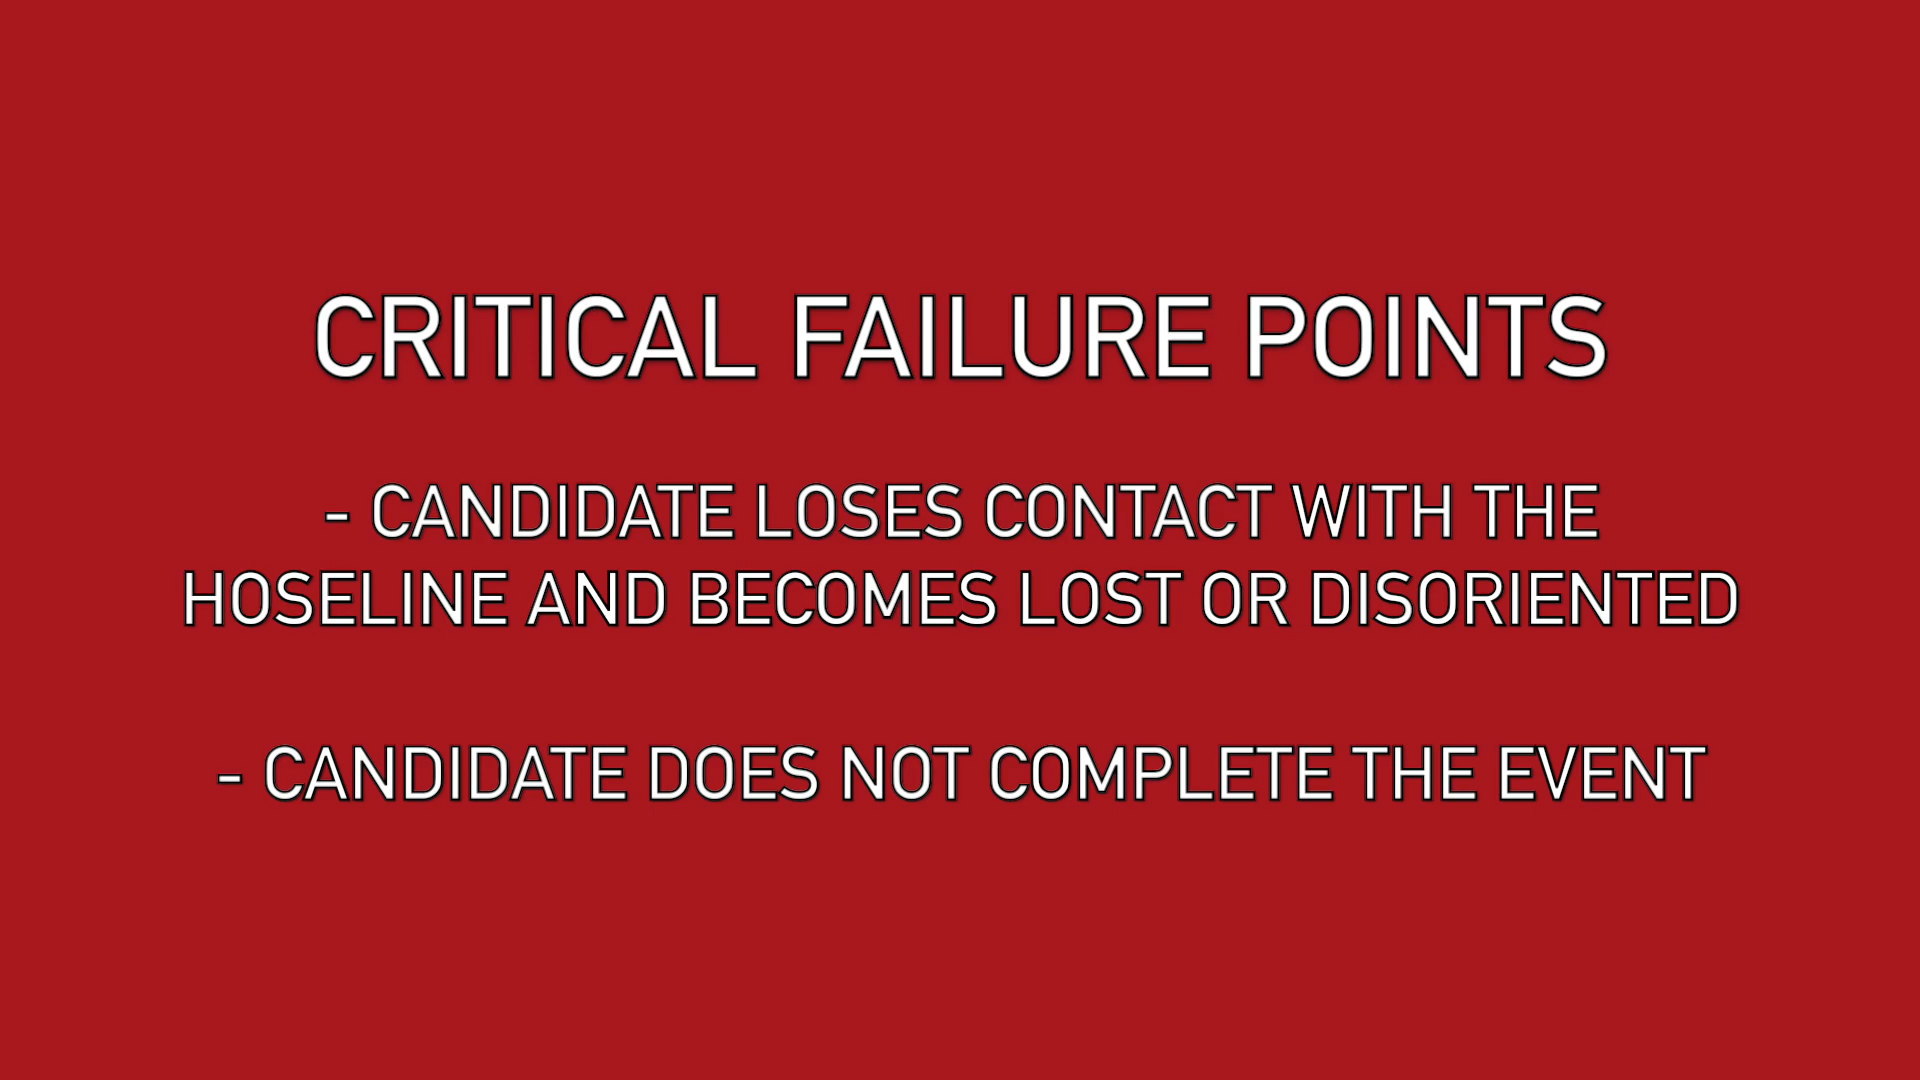 CRITICAL FAILURE POINTS
- CANDIDATE LOSES CONTACT WITH THE
HOSELINE AND BECOMES LOST OR DISORIENTED
- CANDIDATE DOES NOT COMPLETE THE EVENT